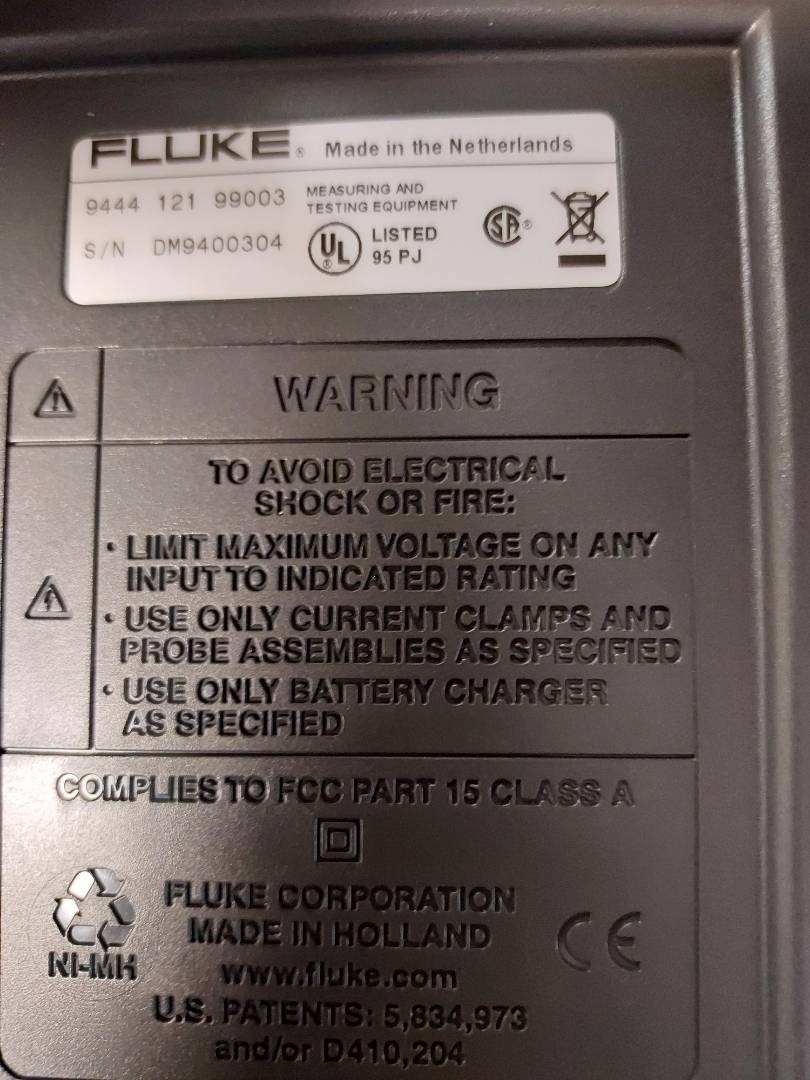 FLUKE® Made in the Netherlands
9444 121 99003
S/N DM9400304
MEASURING AND
TESTING EQUIPMENT
UL®
LISTED
95 PJ
SA®
WARNING
TO AVOID ELECTRICAL
SHOCK OR FIRE:
• LIMIT MAXIMUM VOLTAGE ON ANY
INPUT TO INDICATED RATING
• USE ONLY CURRENT CLAMPS AND
PROBE ASSEMBLIES AS SPECIFIED
• USE ONLY BATTERY CHARGER
AS SPECIFIED
COMPLIES TO FCC PART 15 CLASS A
NI-MH
FLUKE CORPORATION
MADE IN HOLLAND
www.fluke.com
U.S. PATENTS: 5,834,973
and/or D410,204
CE